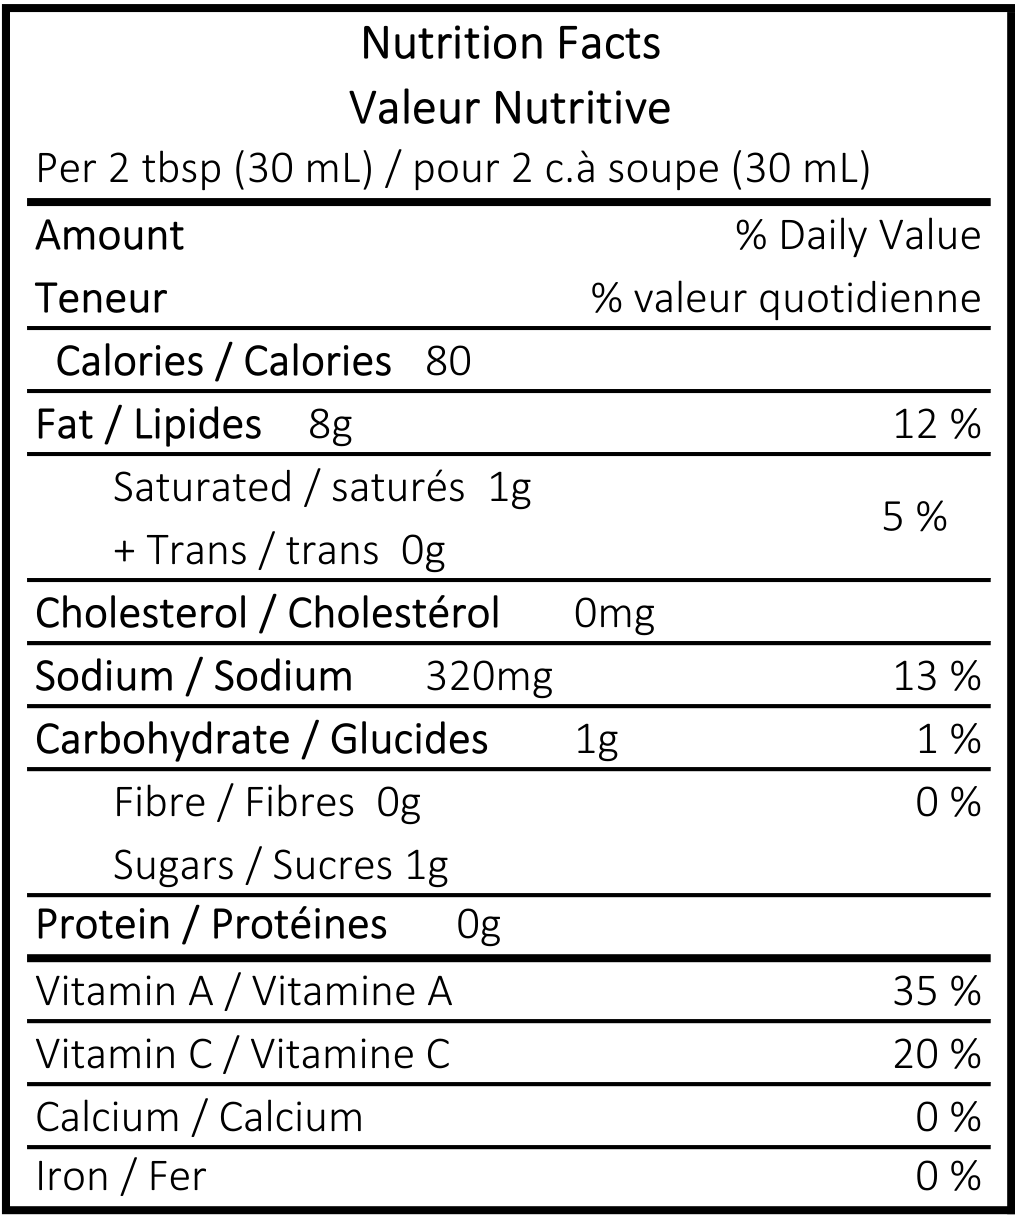 Nutrition Facts
Valeur Nutritive
Per 2 tbsp (30 mL) / pour 2 c.à soupe (30 mL)
Amount % Daily Value
Teneur % valeur quotidienne
Calories / Calories 80
Fat / Lipides 8g 12 %
Saturated / saturés 1g
5 %
+ Trans / trans 0g
Cholesterol / Cholestérol 0mg
Sodium / Sodium 320mg 13 %
Carbohydrate / Glucides 1g 1 %
Fibre / Fibres 0g 0 %
Sugars / Sucres 1g
Protein / Protéines 0g
Vitamin A / Vitamine A 35 %
Vitamin C / Vitamine C 20 %
Calcium / Calcium 0 %
Iron / Fer 0 %